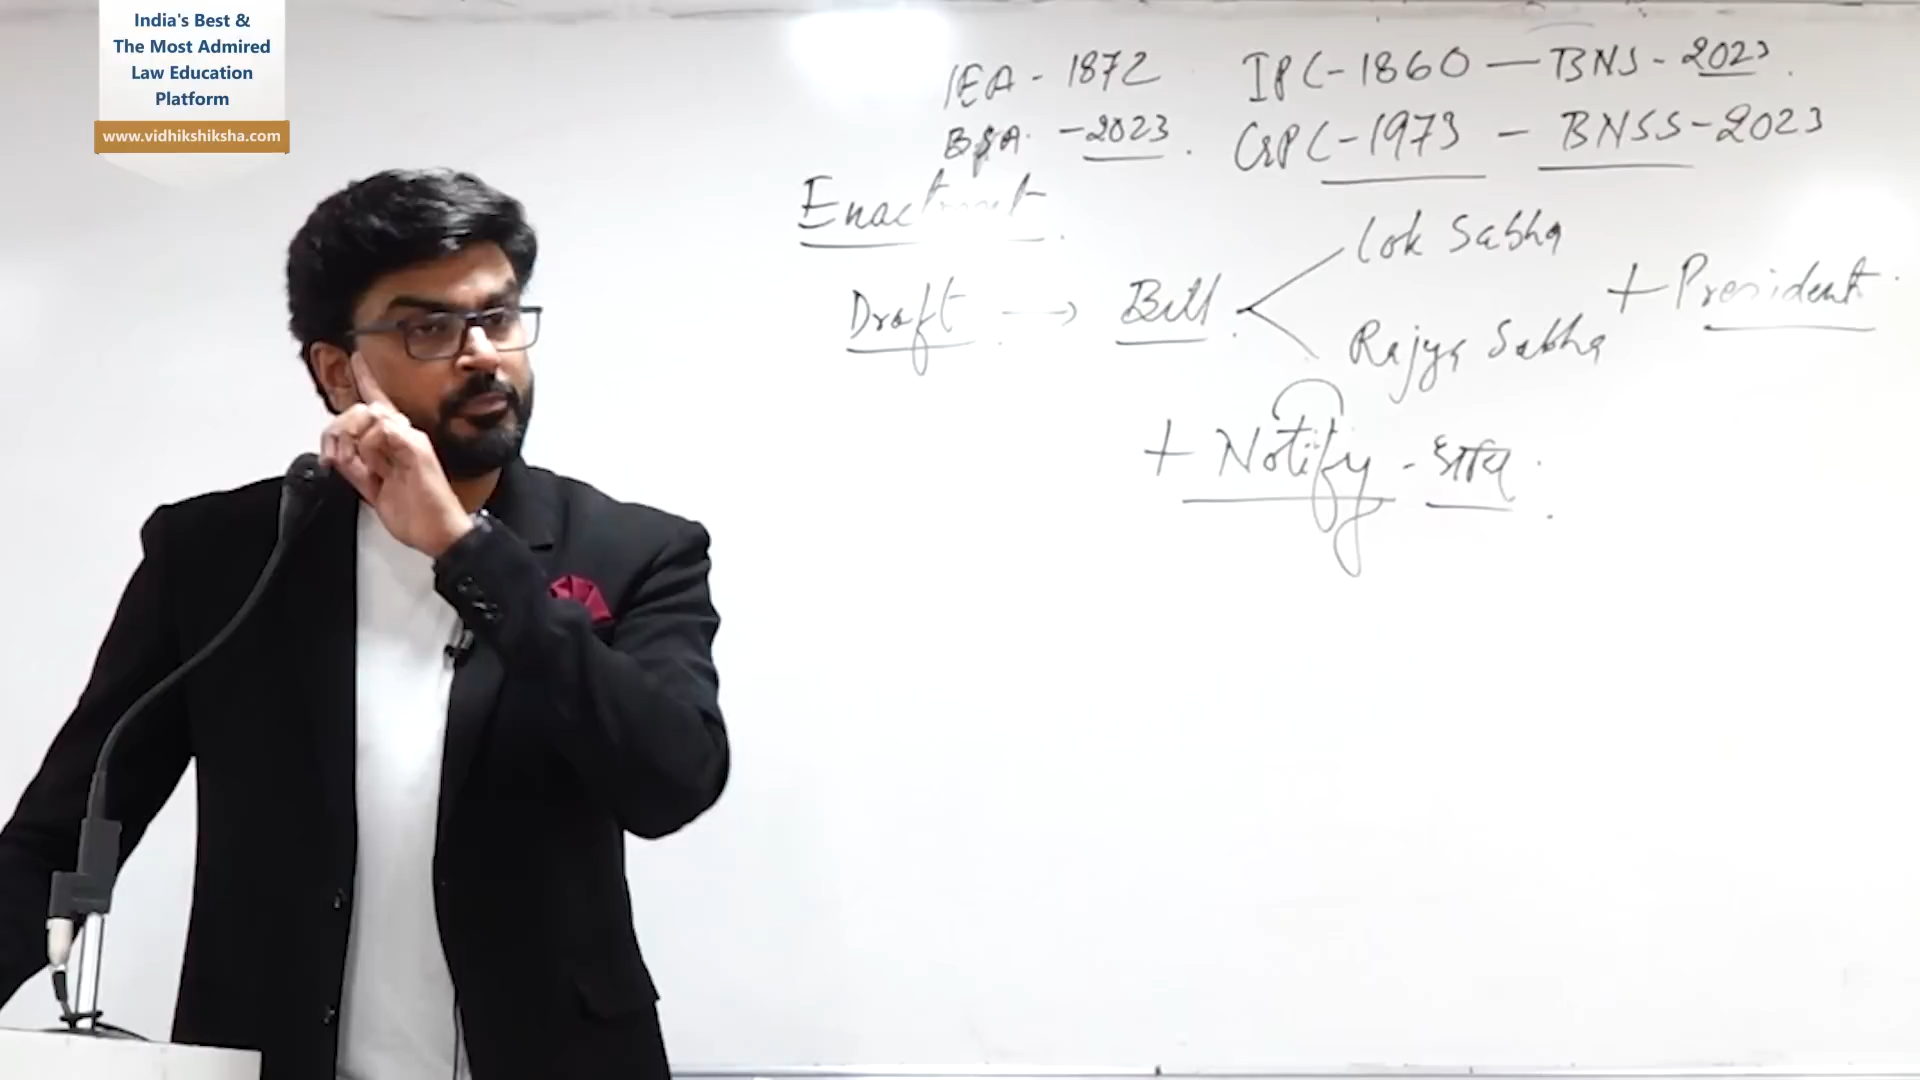 India's Best &
The Most Admired
Law Education
Platform
www.vidhikshiksha.com
IEA - 1872 IPC - 1860 — BNS - 2023.
BSA. - 2023. CrPC - 1973 - BNSS - 2023
Enactment.
Draft → Bill Lok Sabha
Rajya Sabha
+ President.
+ Notify -